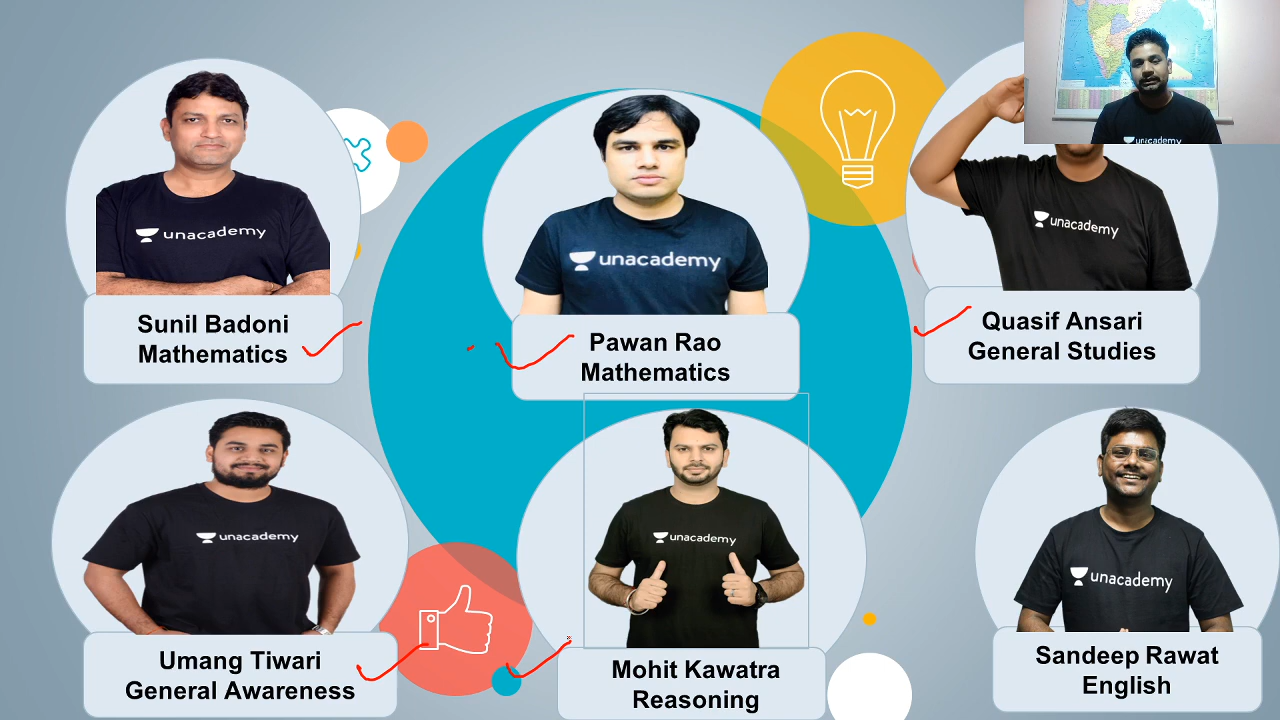 unacademy
unacademy
unacademy
unacademy
Sunil Badoni
Mathematics
Pawan Rao
Mathematics
Quasif Ansari
General Studies
unacademy
unacademy
unacademy
Umang Tiwari
General Awareness
Mohit Kawatra
Reasoning
Sandeep Rawat
English